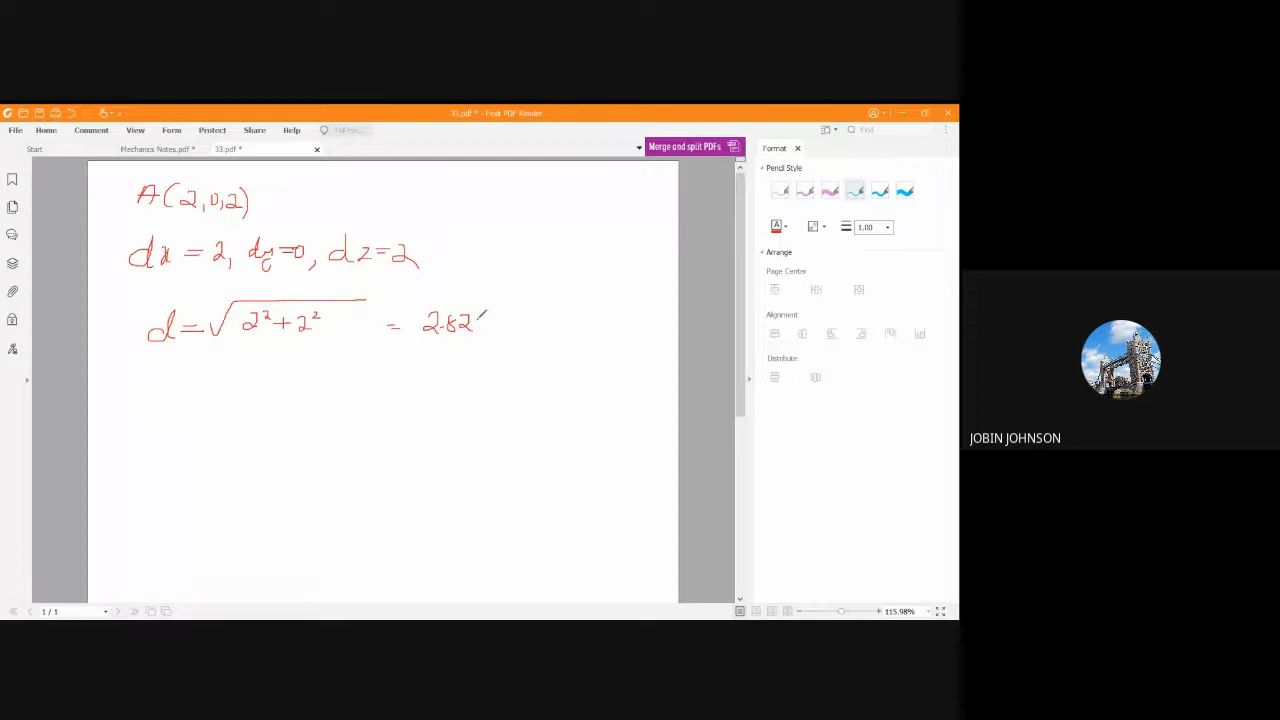 33.pdf * - Foxit PDF Reader
File Home Comment View Form Protect Share Help
Find
Start Mechanics Notes.pdf * 33.pdf *
Merge and split PDFs
Format
Pencil Style
1.00
Arrange
Page Center
Alignment
Distribute
A(2,0,2)
dx = 2, dy=0, dz=2
d=√2²+2² = 2.82
1 / 1
115.98%
JOBIN JOHNSON